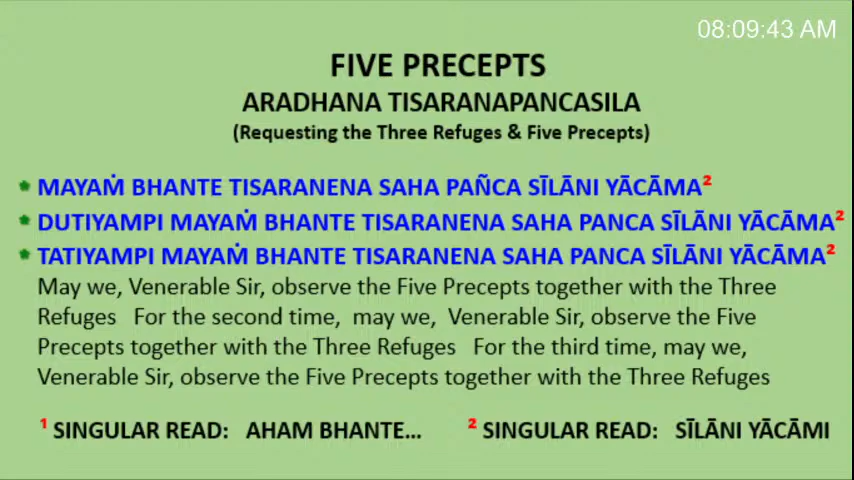 08:09:43 AM
FIVE PRECEPTS
ARADHANA TISARANAPANCASILA
(Requesting the Three Refuges & Five Precepts)
* MAYAṀ BHANTE TISARANENA SAHA PAÑCA SĪLĀNI YĀCĀMA²
* DUTIYAMPI MAYAṀ BHANTE TISARANENA SAHA PANCA SĪLĀNI YĀCĀMA²
* TATIYAMPI MAYAṀ BHANTE TISARANENA SAHA PANCA SĪLĀNI YĀCĀMA²
May we, Venerable Sir, observe the Five Precepts together with the Three
Refuges For the second time, may we, Venerable Sir, observe the Five
Precepts together with the Three Refuges For the third time, may we,
Venerable Sir, observe the Five Precepts together with the Three Refuges
¹ SINGULAR READ: AHAM BHANTE... ² SINGULAR READ: SĪLĀNI YĀCĀMI